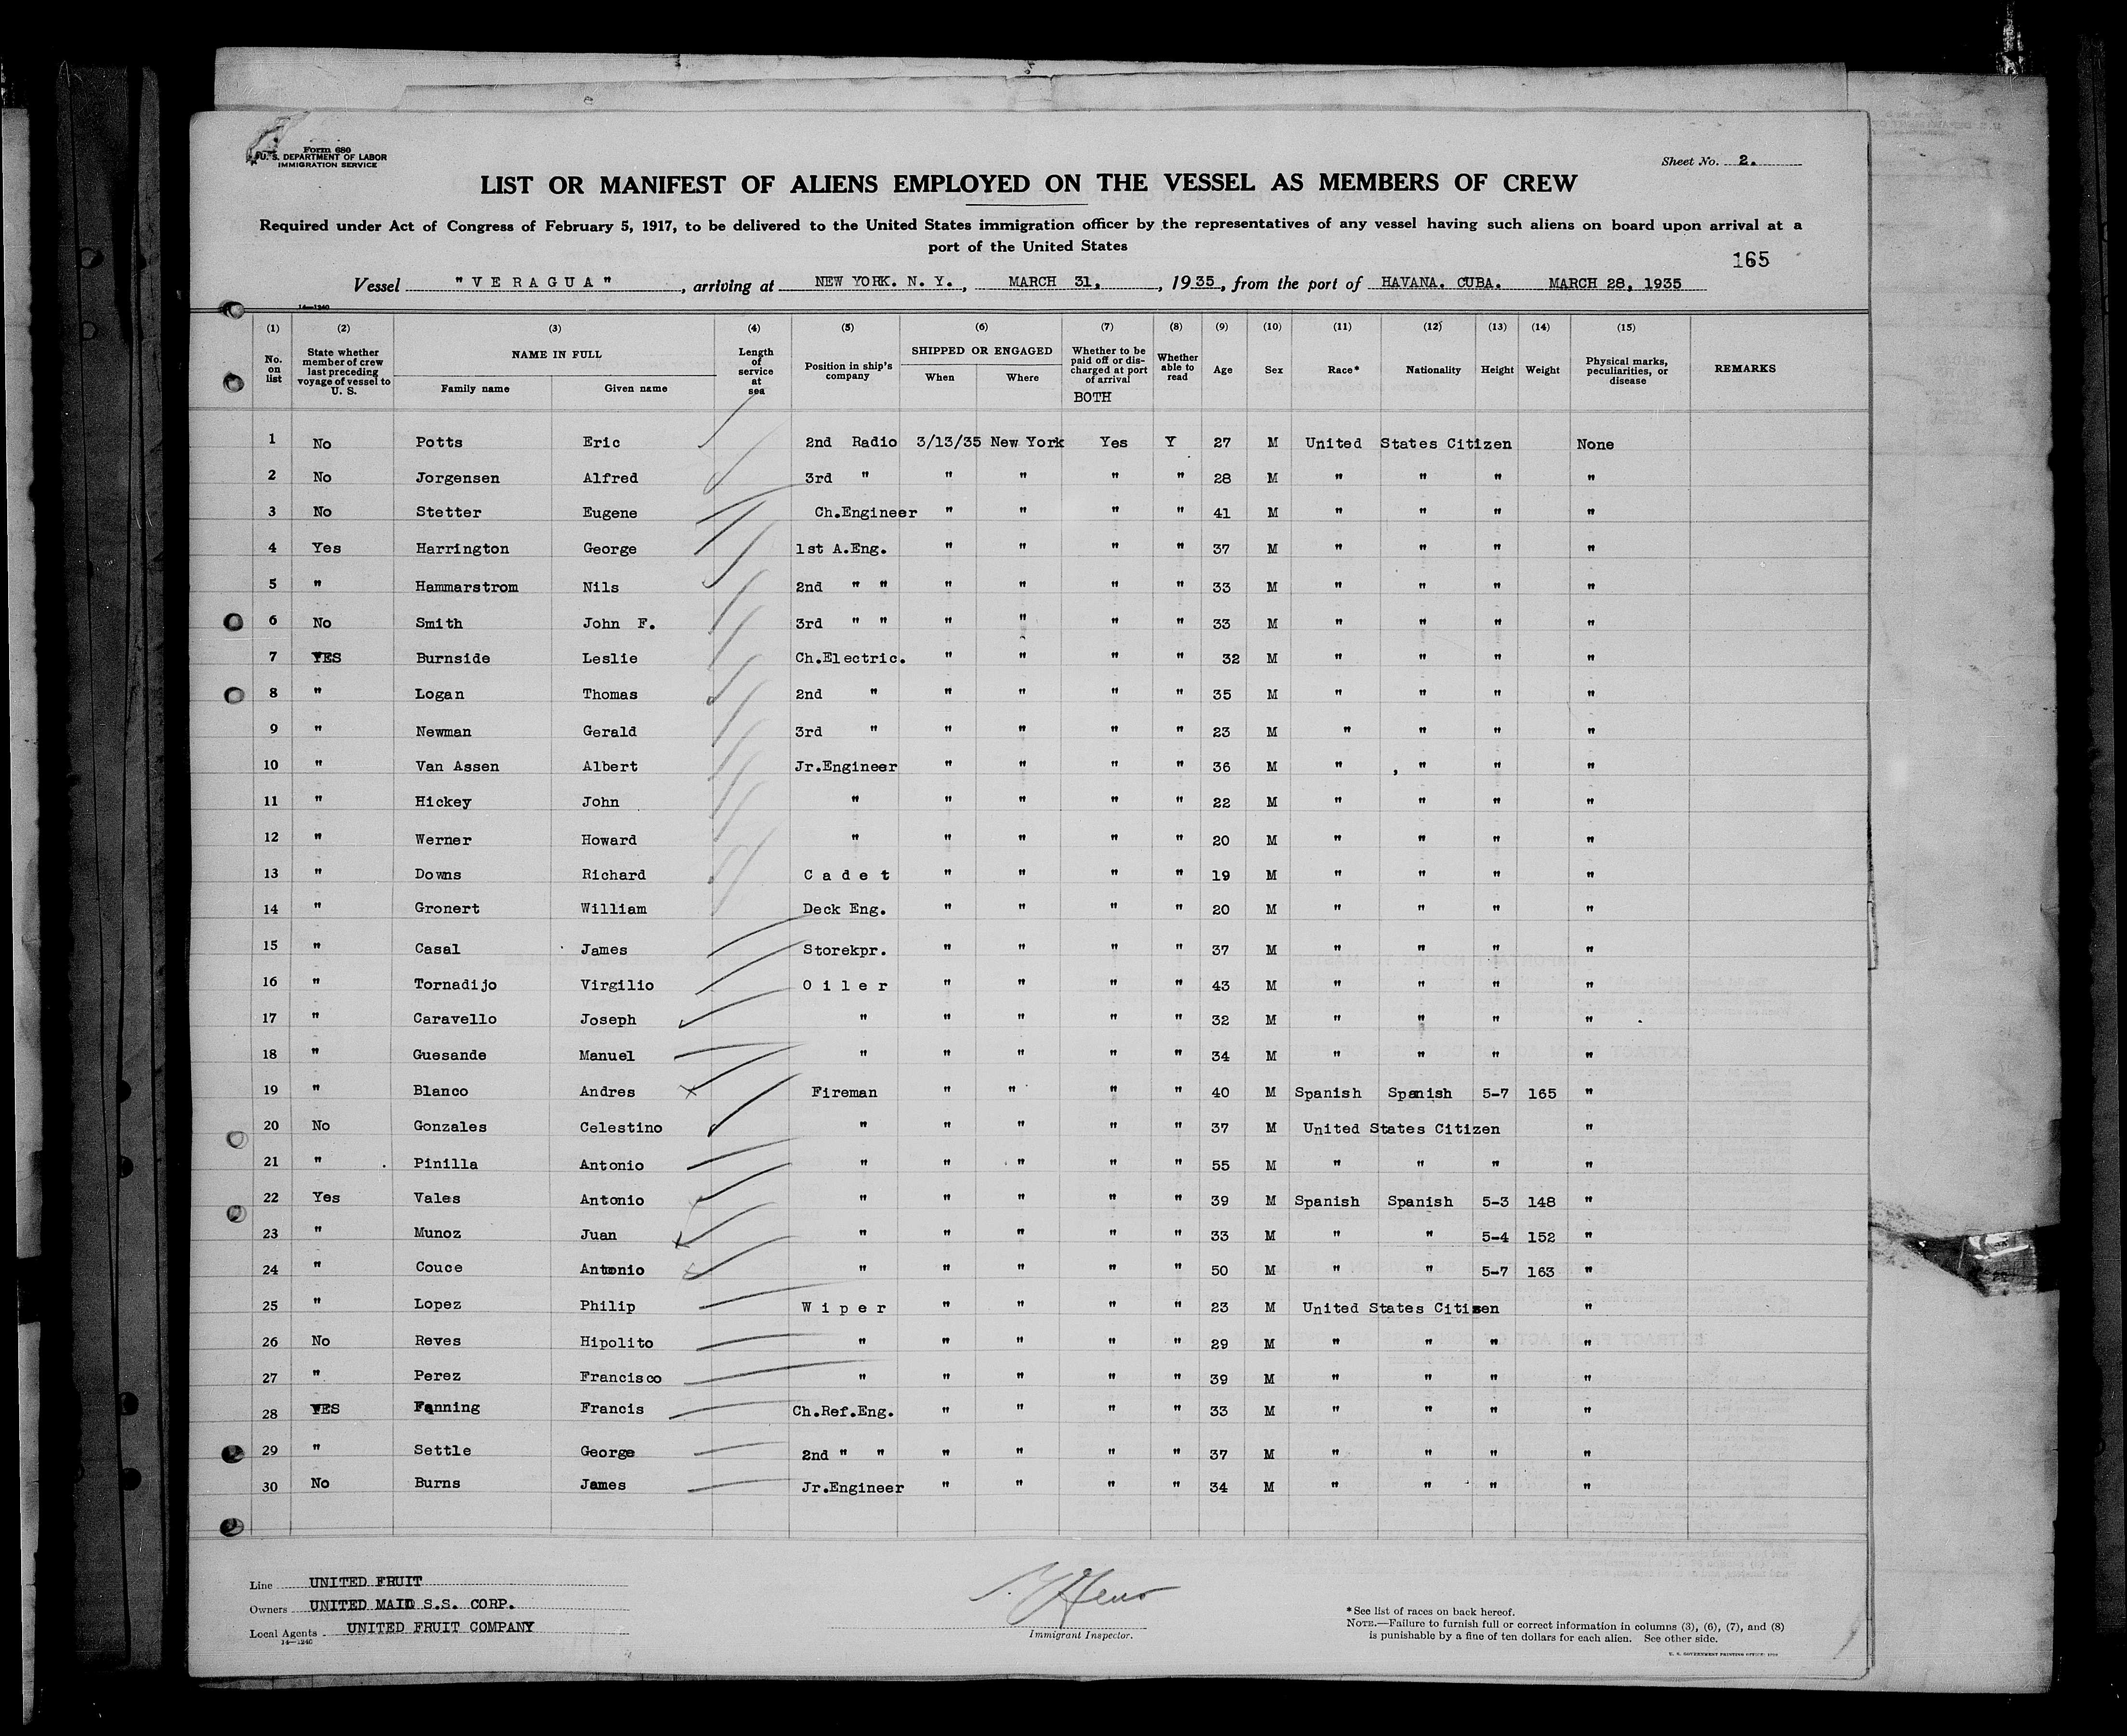 Form 680
U. S. DEPARTMENT OF LABOR
IMMIGRATION SERVICE
Sheet No. 2.
LIST OR MANIFEST OF ALIENS EMPLOYED ON THE VESSEL AS MEMBERS OF CREW
Required under Act of Congress of February 5, 1917, to be delivered to the United States immigration officer by the representatives of any vessel having such aliens on board upon arrival at a
port of the United States
165
Vessel "VERAGUA", arriving at NEW YORK. N. Y., MARCH 31, 1935, from the port of HAVANA. CUBA. MARCH 28, 1935
14—1240
(1) (2) (3) (4) (5) (6) (7) (8) (9) (10) (11) (12) (13) (14) (15)
No. on list | State whether member of crew last preceding voyage of vessel to U. S. | NAME IN FULL Family name Given name | Length of service at sea | Position in ship's company | SHIPPED OR ENGAGED When Where | Whether to be paid off or discharged at port of arrival BOTH | Whether able to read | Age | Sex | Race* | Nationality | Height | Weight | Physical marks, peculiarities, or disease | REMARKS
1 No Potts Eric 2nd Radio 3/13/35 New York Yes Y 27 M United States Citizen None
2 No Jorgensen Alfred 3rd " " " " " 28 M " " " "
3 No Stetter Eugene Ch.Engineer " " " " 41 M " " " "
4 Yes Harrington George 1st A.Eng. " " " " 37 M " " " "
5 " Hammarstrom Nils 2nd " " " " " " 33 M " " " "
6 No Smith John F. 3rd " " " " " " 33 M " " " "
7 YES Burnside Leslie Ch.Electric. " " " " 32 M " " " "
8 " Logan Thomas 2nd " " " " " 35 M " " " "
9 " Newman Gerald 3rd " " " " " 23 M " " " "
10 " Van Assen Albert Jr.Engineer " " " " 36 M " , " " "
11 " Hickey John " " " " " 22 M " " " "
12 " Werner Howard " " " " " 20 M " " " "
13 " Downs Richard Cadet " " " " 19 M " " " "
14 " Gronert William Deck Eng. " " " " 20 M " " " "
15 " Casal James Storekpr. " " " " 37 M " " " "
16 " Tornadijo Virgilio Oiler " " " " 43 M " " " "
17 " Caravello Joseph " " " " " 32 M " " " "
18 " Guesande Manuel " " " " " 34 M " " " "
19 " Blanco Andres Fireman " " " " 40 M Spanish Spanish 5-7 165 "
20 No Gonzales Celestino " " " " " 37 M United States Citizen "
21 " Pinilla Antonio " " " " " 55 M " " " "
22 Yes Vales Antonio " " " " " 39 M Spanish Spanish 5-3 148 "
23 " Munoz Juan " " " " " 33 M " " 5-4 152 "
24 " Couce Antonio " " " " " 50 M " " 5-7 163 "
25 " Lopez Philip Wiper " " " " 23 M United States Citizen "
26 No Reves Hipolito " " " " " 29 M " " " "
27 " Perez Francisco " " " " " 39 M " " " "
28 YES Fanning Francis Ch.Ref.Eng. " " " " 33 M " " " "
29 " Settle George 2nd " " " " " " 37 M " " " "
30 No Burns James Jr.Engineer " " " " 34 M " " " "
Line UNITED FRUIT
Owners UNITED MAIL S.S. CORP.
Local Agents UNITED FRUIT COMPANY
14—1240
Immigrant Inspector.
*See list of races on back hereof.
NOTE.—Failure to furnish full or correct information in columns (3), (6), (7), and (8)
is punishable by a fine of ten dollars for each alien. See other side.
U. S. GOVERNMENT PRINTING OFFICE: